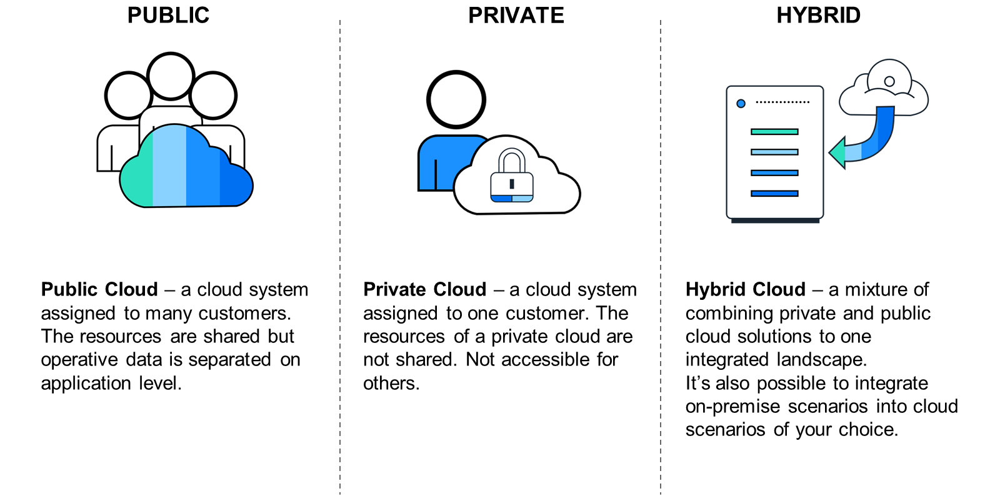 PUBLIC
Public Cloud – a cloud system
assigned to many customers.
The resources are shared but
operative data is separated on
application level.
PRIVATE
Private Cloud – a cloud system
assigned to one customer. The
resources of a private cloud are
not shared. Not accessible for
others.
HYBRID
Hybrid Cloud – a mixture of
combining private and public
cloud solutions to one
integrated landscape.
It’s also possible to integrate
on-premise scenarios into cloud
scenarios of your choice.